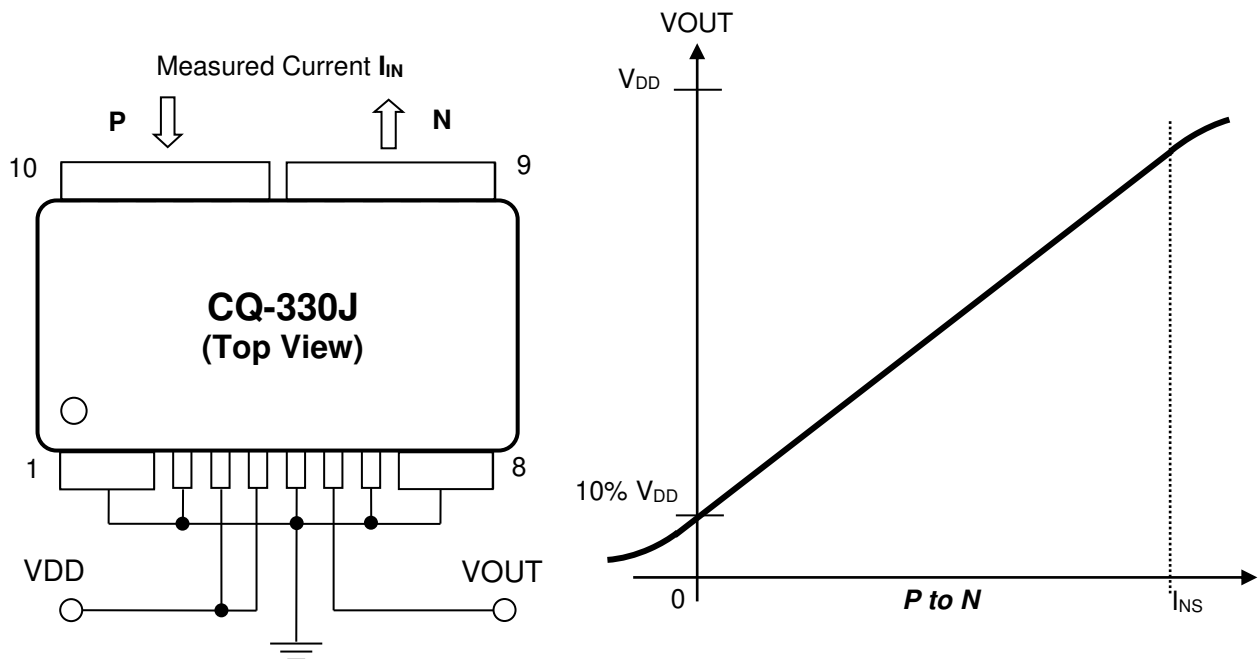 Measured Current IIN
P
N
10
9
CQ-330J
(Top View)
1
8
VDD
VOUT
VOUT
VDD
10% VDD
0
P to N
INS